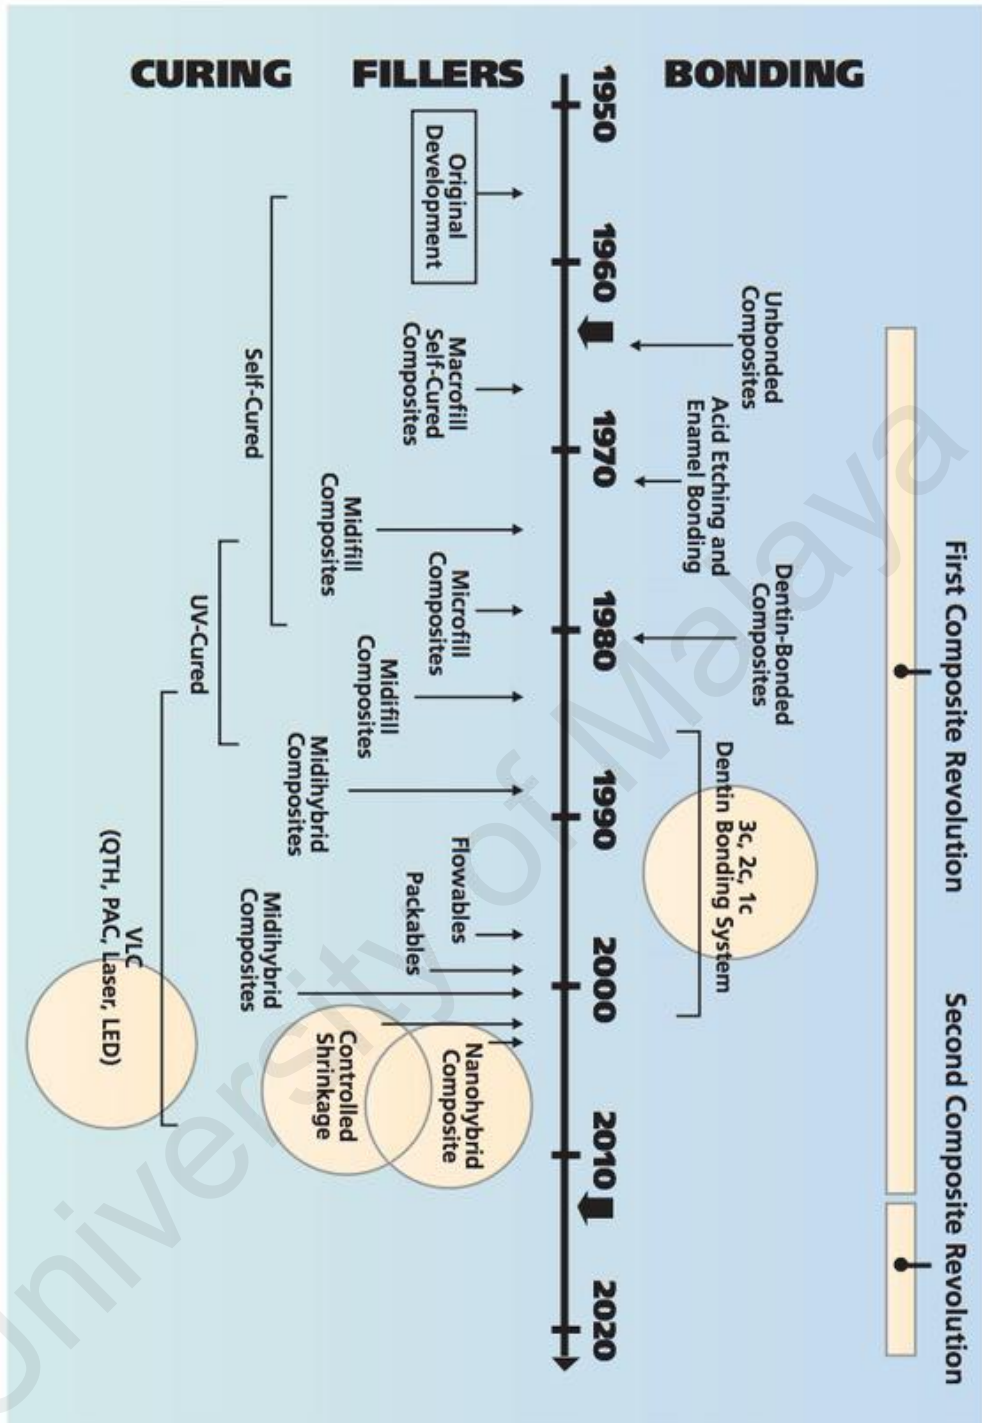 First Composite Revolution
Second Composite Revolution
BONDING
Unbonded
Composites
Acid Etching and
Enamel Bonding
Dentin-Bonded
Composites
3c, 2c, 1c
Dentin Bonding System
1950
1960
1970
1980
1990
2000
2010
2020
FILLERS
Original
Development
Macrofill
Self-Cured
Composites
Midifill
Composites
Microfill
Composites
Midifill
Composites
Midihybrid
Composites
Flowables
Packables
Midihybrid
Composites
Nanohybrid
Composite
Controlled
Shrinkage
CURING
Self-Cured
UV-Cured
VLC
(QTH, PAC, Laser, LED)
University of Malaya